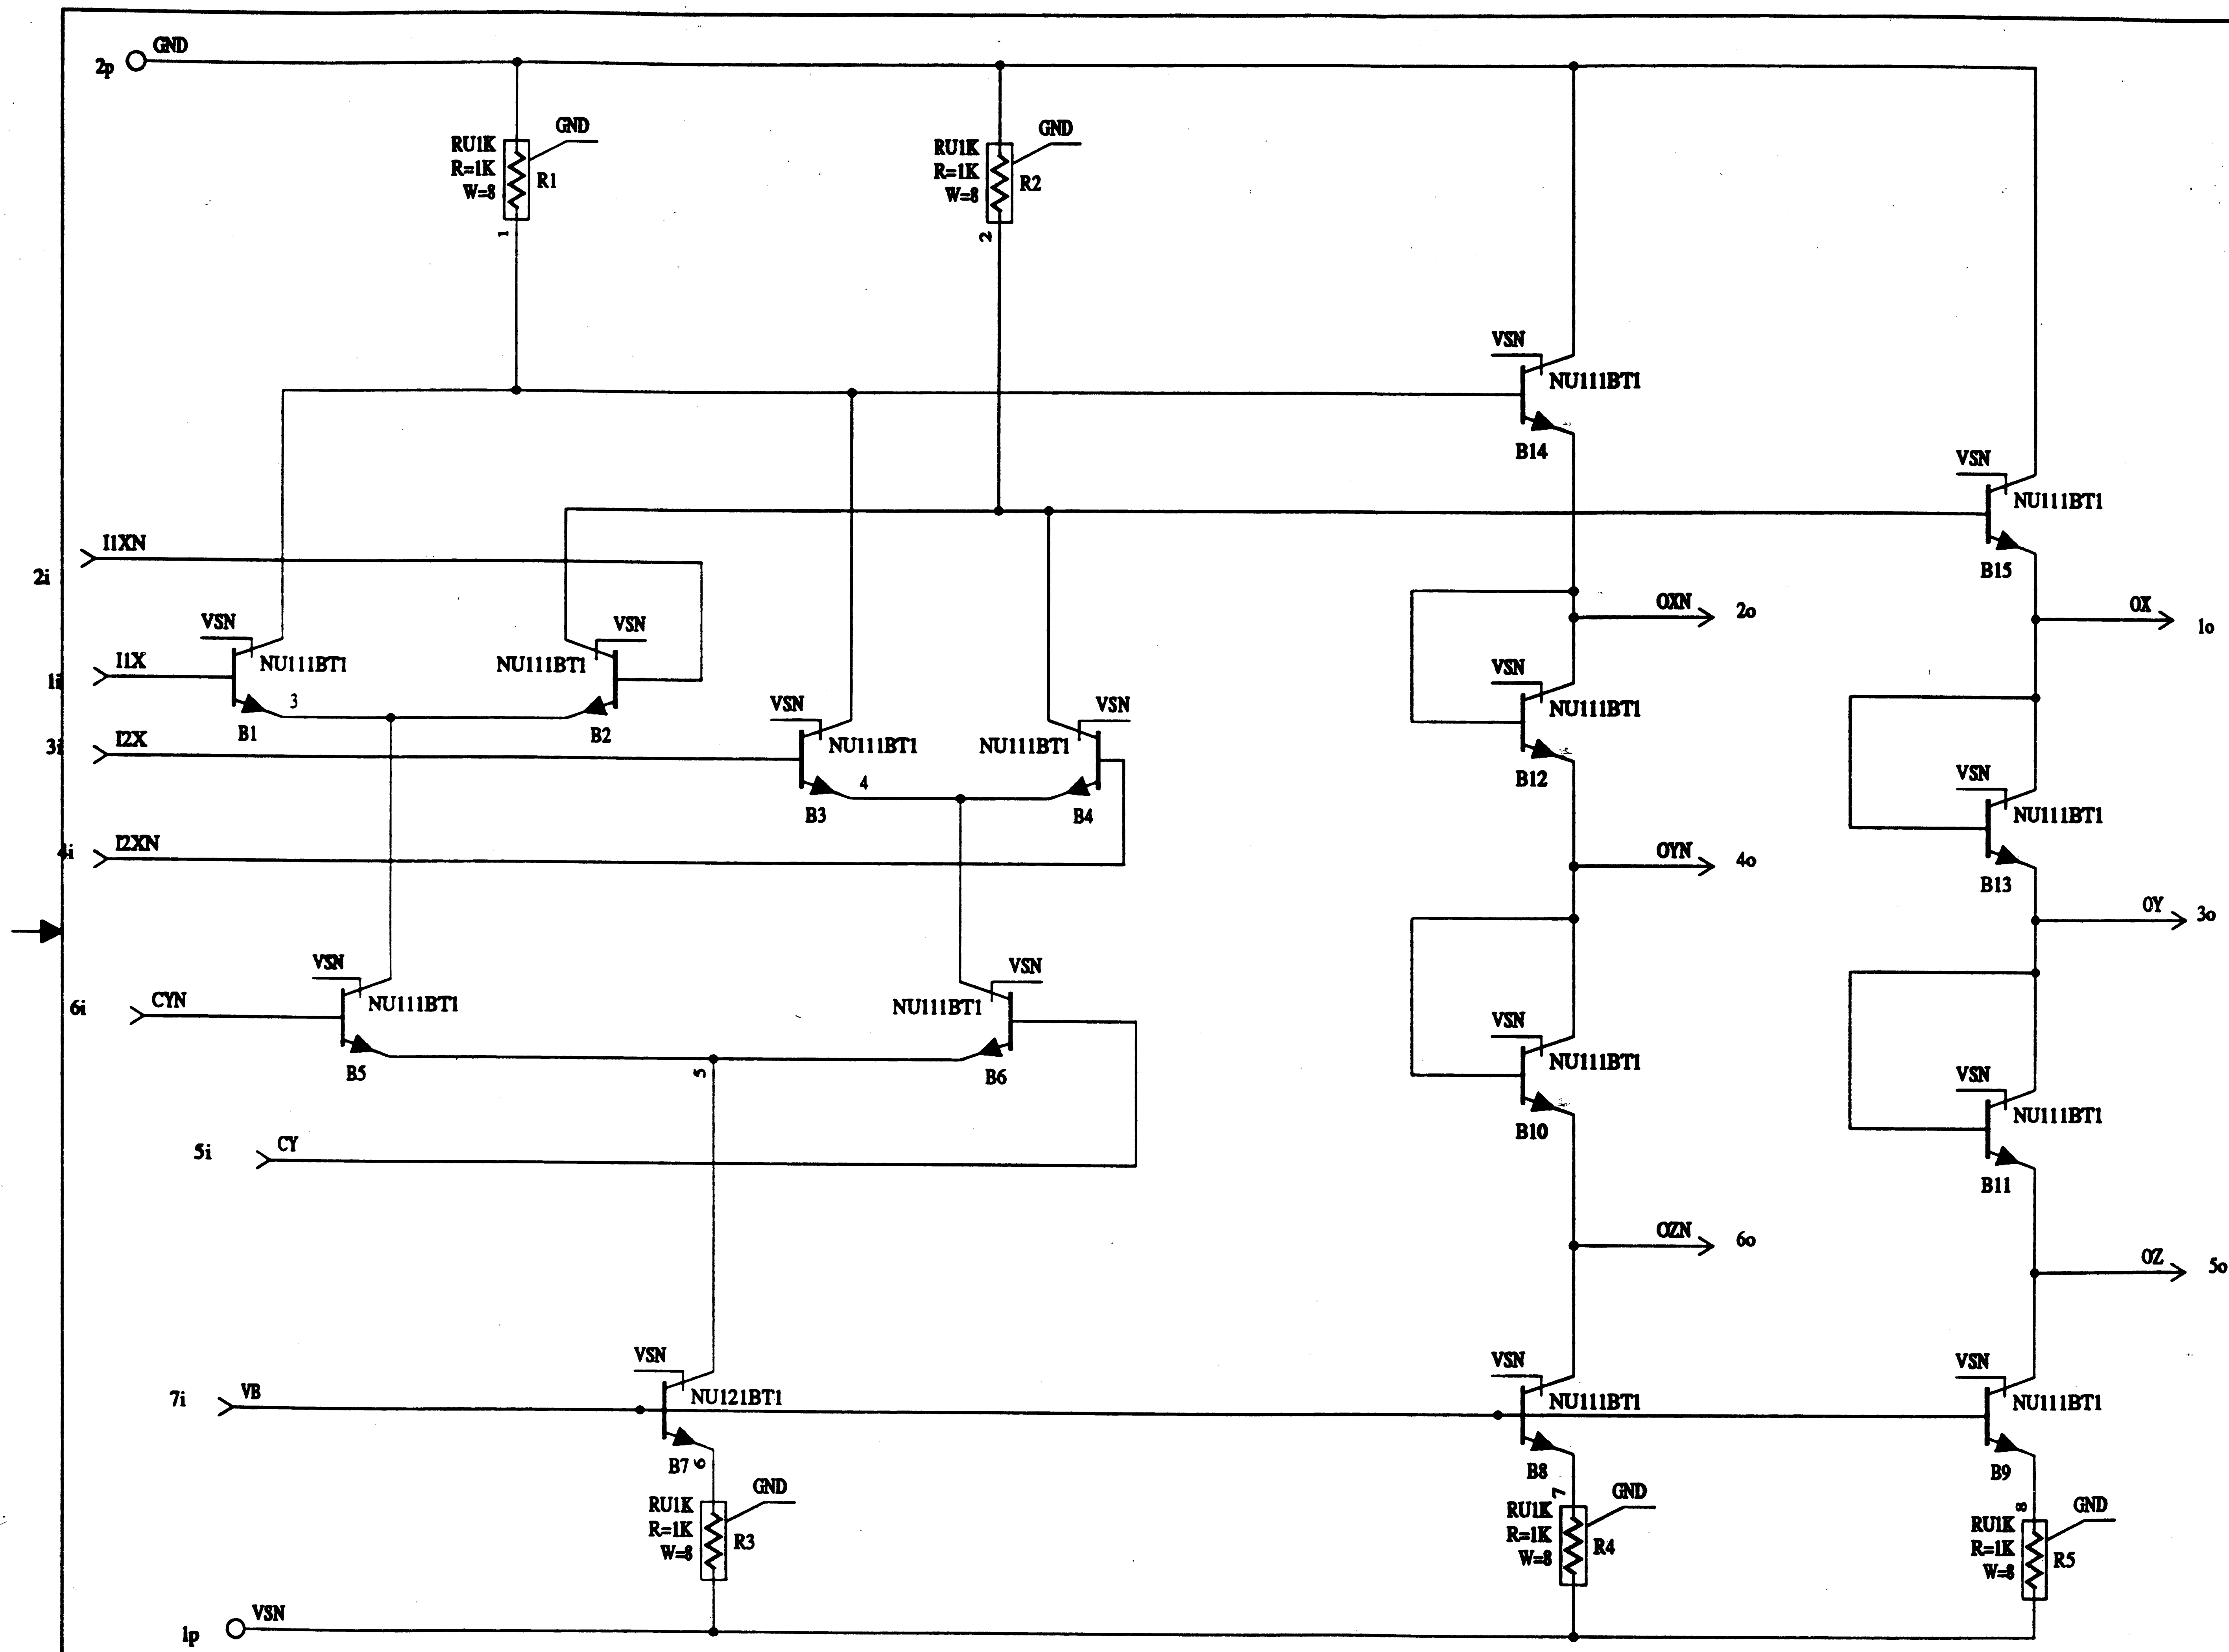 GND
2p
GND
RU1K
R=1K
W=8
R1
1
GND
RU1K
R=1K
W=8
R2
2
VSN
NU111BT1
B14
VSN
NU111BT1
B15
I1XN
2i
VSN
NU111BT1
B1
3
VSN
NU111BT1
B2
I1X
1i
I2X
3i
VSN
NU111BT1
B3
4
VSN
NU111BT1
B4
I2XN
4i
OXN
2o
OX
1o
VSN
NU111BT1
B12
VSN
NU111BT1
B13
OYN
4o
OY
3o
CYN
6i
VSN
NU111BT1
B5
5
VSN
NU111BT1
B6
VSN
NU111BT1
B10
VSN
NU111BT1
B11
CY
5i
OZN
6o
OZ
5o
VB
7i
VSN
NU121BT1
B7
6
VSN
NU111BT1
B8
7
VSN
NU111BT1
B9
8
GND
RU1K
R=1K
W=8
R3
GND
RU1K
R=1K
W=8
R4
GND
RU1K
R=1K
W=8
R5
VSN
1p